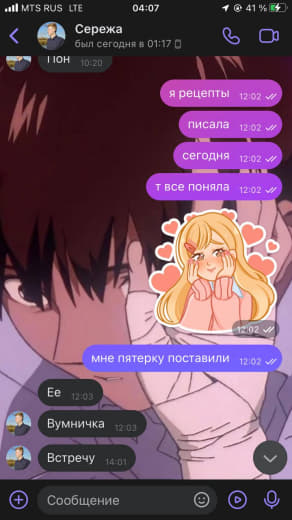 MTS RUS LTE 04:07 41 %
Сережа
был сегодня в 01:17
Пон 10:20
я рецепты 12:02
писала 12:02
сегодня 12:02
т все поняла 12:02
12:02
мне пятерку поставили 12:02
Ее 12:03
Вумничка 12:03
Встречу 14:01
Сообщение